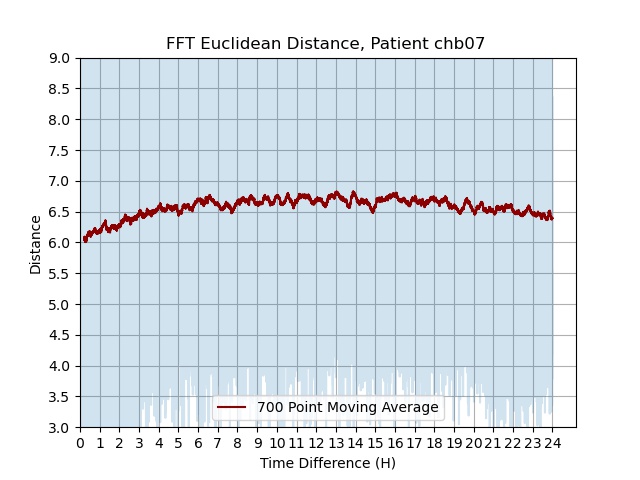 FFT Euclidean Distance, Patient chb07
9.0
8.5
8.0
7.5
7.0
6.5
6.0
5.5
5.0
4.5
4.0
3.5
3.0
Distance
700 Point Moving Average
0 1 2 3 4 5 6 7 8 9 10 11 12 13 14 15 16 17 18 19 20 21 22 23 24
Time Difference (H)